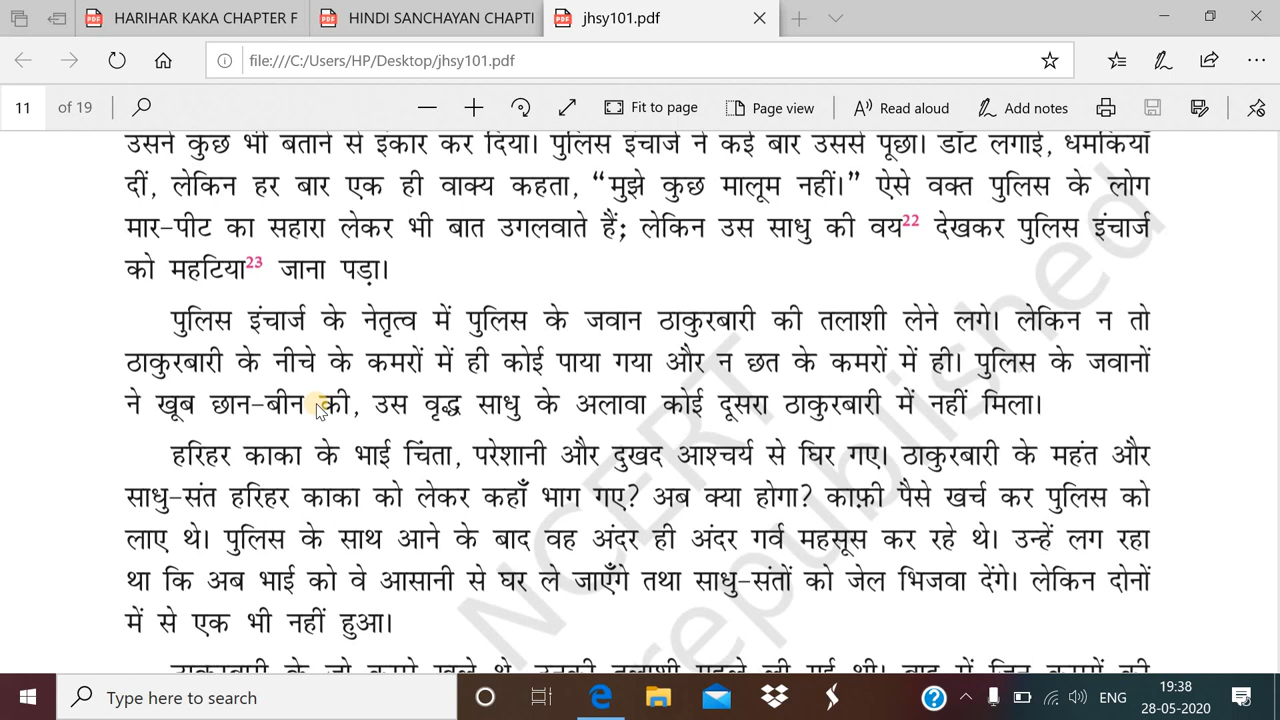 HARIHAR KAKA CHAPTER F
HINDI SANCHAYAN CHAPTI
jhsy101.pdf
file:///C:/Users/HP/Desktop/jhsy101.pdf
11 of 19
Fit to page
Page view
Read aloud
Add notes
उसने कुछ भी बताने से इंकार कर दिया। पुलिस इंचार्ज ने कई बार उससे पूछा। डाँट लगाई, धमकियाँ
दीं, लेकिन हर बार एक ही वाक्य कहता, “मुझे कुछ मालूम नहीं।” ऐसे वक्त पुलिस के लोग
मार-पीट का सहारा लेकर भी बात उगलवाते हैं; लेकिन उस साधु की वय22 देखकर पुलिस इंचार्ज
को महटिया23 जाना पड़ा।
पुलिस इंचार्ज के नेतृत्व में पुलिस के जवान ठाकुरबारी की तलाशी लेने लगे। लेकिन न तो
ठाकुरबारी के नीचे के कमरों में ही कोई पाया गया और न छत के कमरों में ही। पुलिस के जवानों
ने खूब छान-बीन की, उस वृद्ध साधु के अलावा कोई दूसरा ठाकुरबारी में नहीं मिला।
हरिहर काका के भाई चिंता, परेशानी और दुखद आश्चर्य से घिर गए। ठाकुरबारी के महंत और
साधु-संत हरिहर काका को लेकर कहाँ भाग गए? अब क्या होगा? काफ़ी पैसे खर्च कर पुलिस को
लाए थे। पुलिस के साथ आने के बाद वह अंदर ही अंदर गर्व महसूस कर रहे थे। उन्हें लग रहा
था कि अब भाई को वे आसानी से घर ले जाएँगे तथा साधु-संतों को जेल भिजवा देंगे। लेकिन दोनों
में से एक भी नहीं हुआ।
NCERT
republished
Type here to search
ENG
19:38
28-05-2020